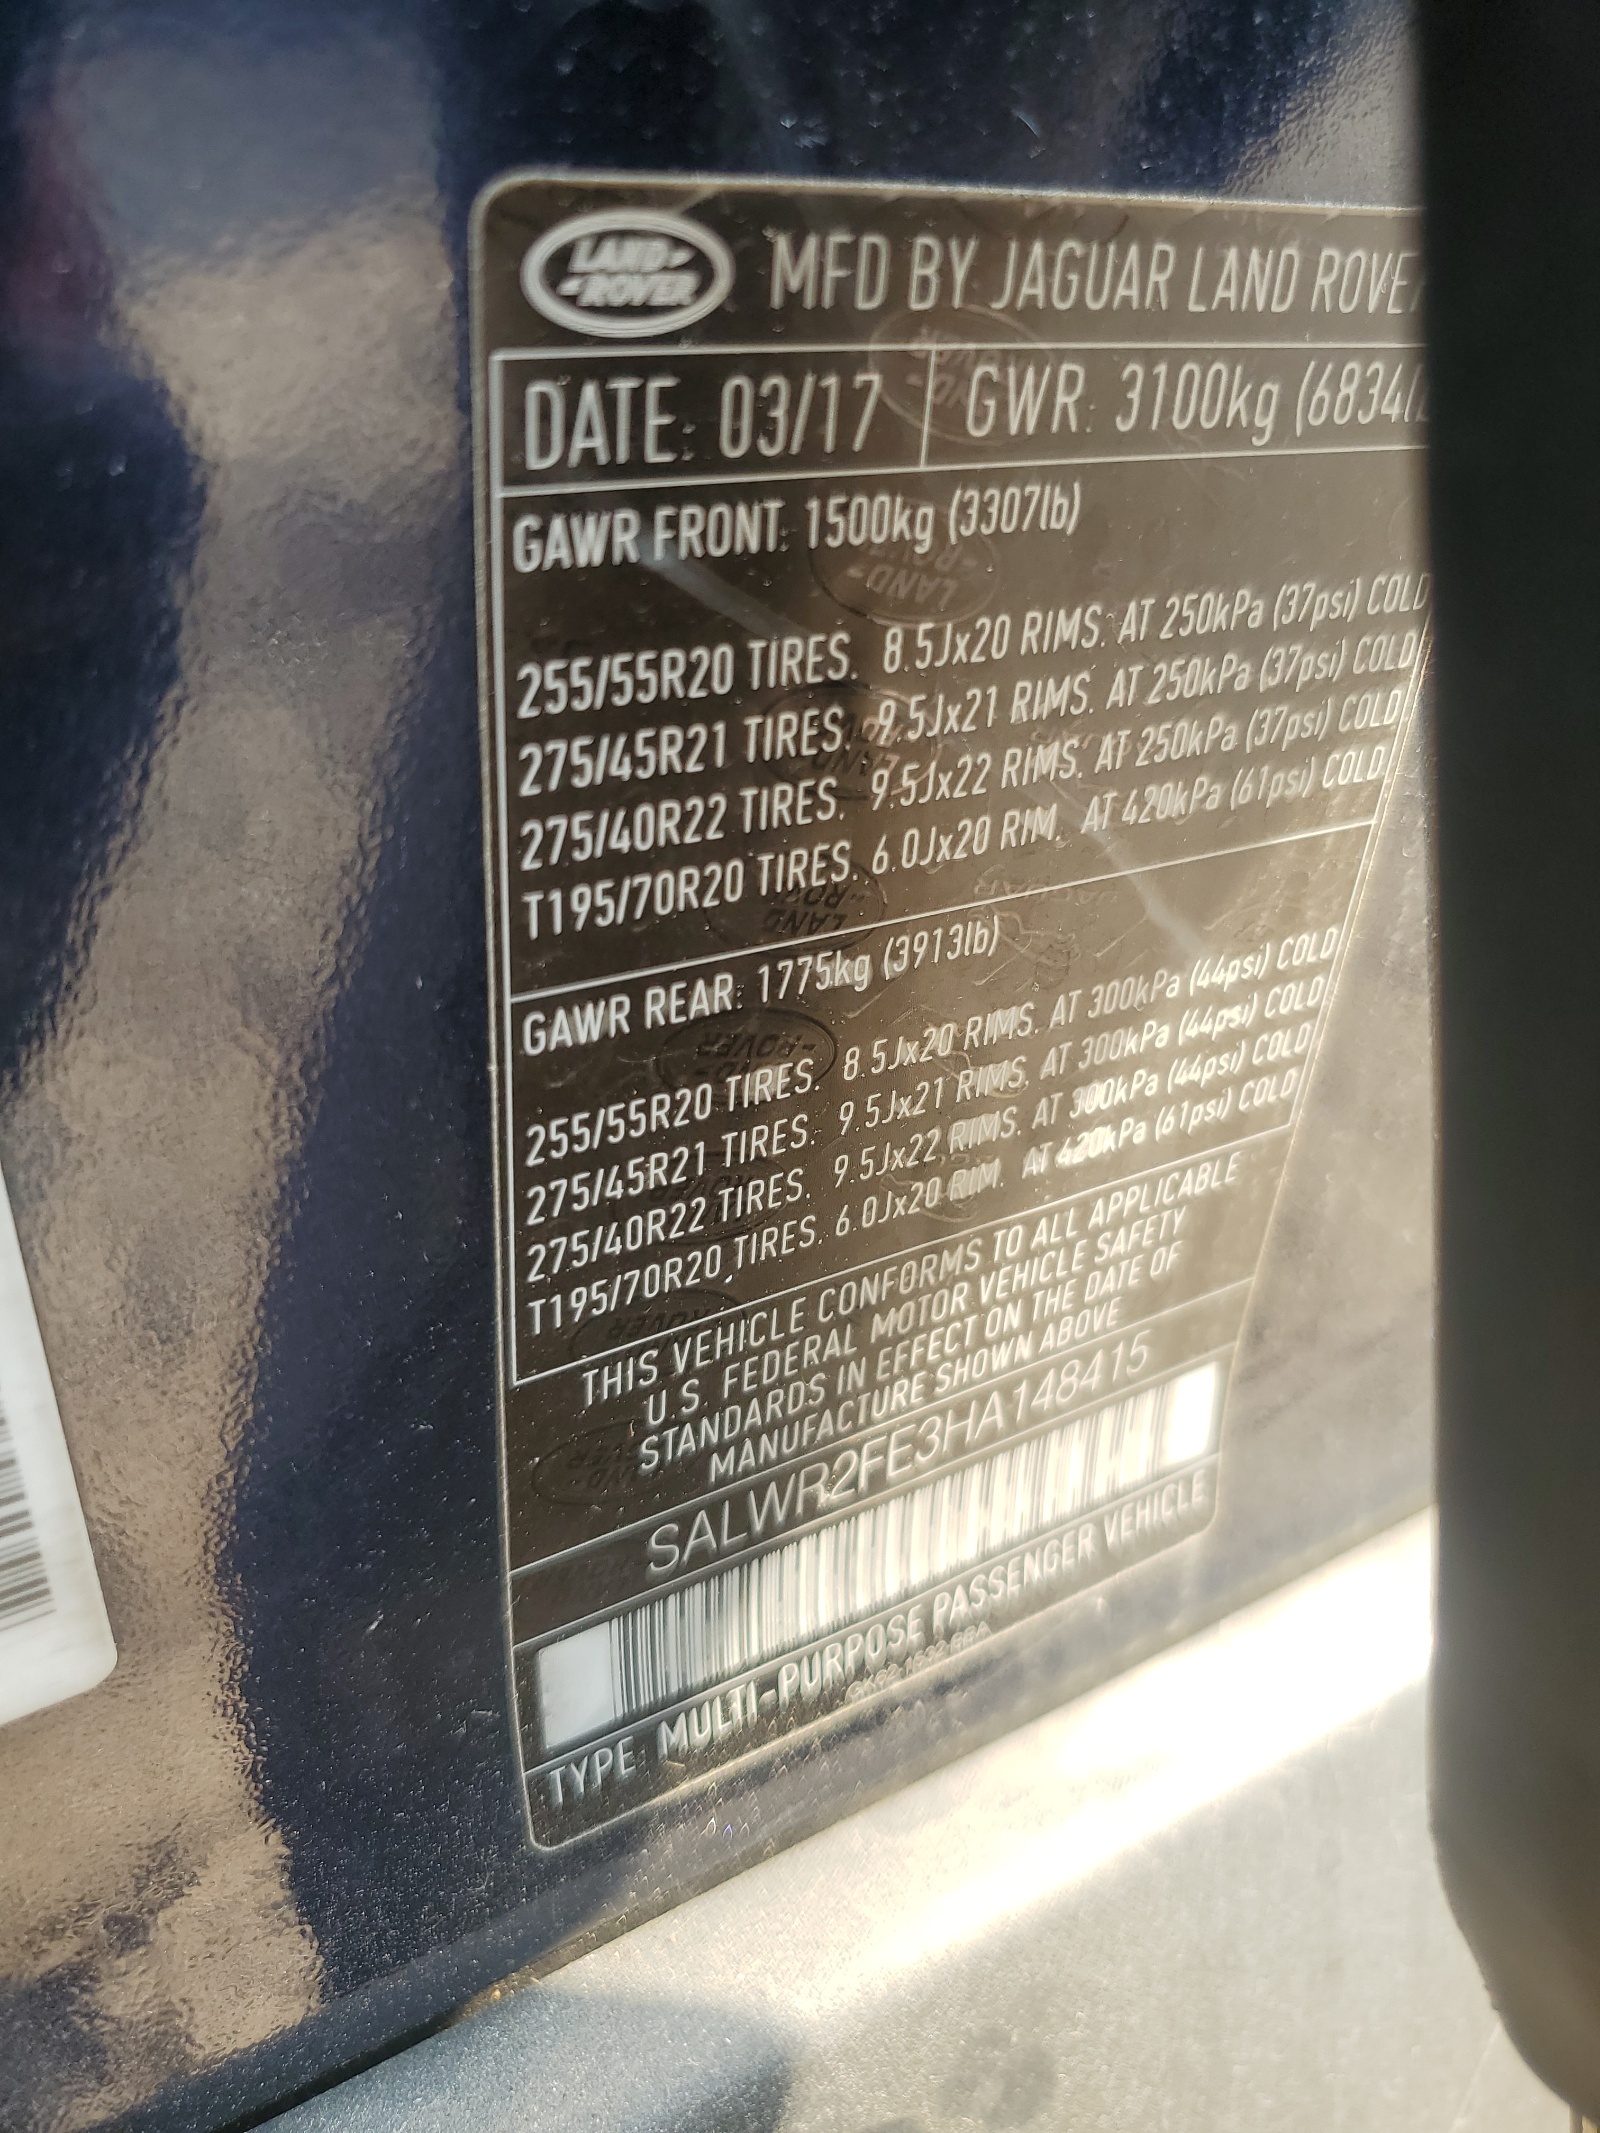 LAND-
-ROVER
MFD BY JAGUAR LAND ROVE
DATE: 03/17 GWR: 3100kg (6834
GAWR FRONT: 1500kg (3307lb)
255/55R20 TIRES. 8.5Jx20 RIMS. AT 250kPa (37psi) COLD
275/45R21 TIRES. 9.5Jx21 RIMS. AT 250kPa (37psi) COLD
275/40R22 TIRES. 9.5Jx22 RIMS. AT 250kPa (37psi) COLD
T195/70R20 TIRES. 6.0Jx20 RIM. AT 420kPa (61psi) COLD
GAWR REAR: 1775kg (3913lb)
255/55R20 TIRES. 8.5Jx20 RIMS. AT 300kPa (44psi) COLD
275/45R21 TIRES. 9.5Jx21 RIMS. AT 300kPa (44psi) COLD
275/40R22 TIRES. 9.5Jx22 RIMS. AT 300kPa (44psi) COLD
T195/70R20 TIRES. 6.0Jx20 RIM. AT 420kPa (61psi) COLD
THIS VEHICLE CONFORMS TO ALL APPLICABLE
U.S. FEDERAL MOTOR VEHICLE SAFETY
STANDARDS IN EFFECT ON THE DATE OF
MANUFACTURE SHOWN ABOVE
SALWR2FE3HA148415
TYPE: MULTI-PURPOSE PASSENGER VEHICLE